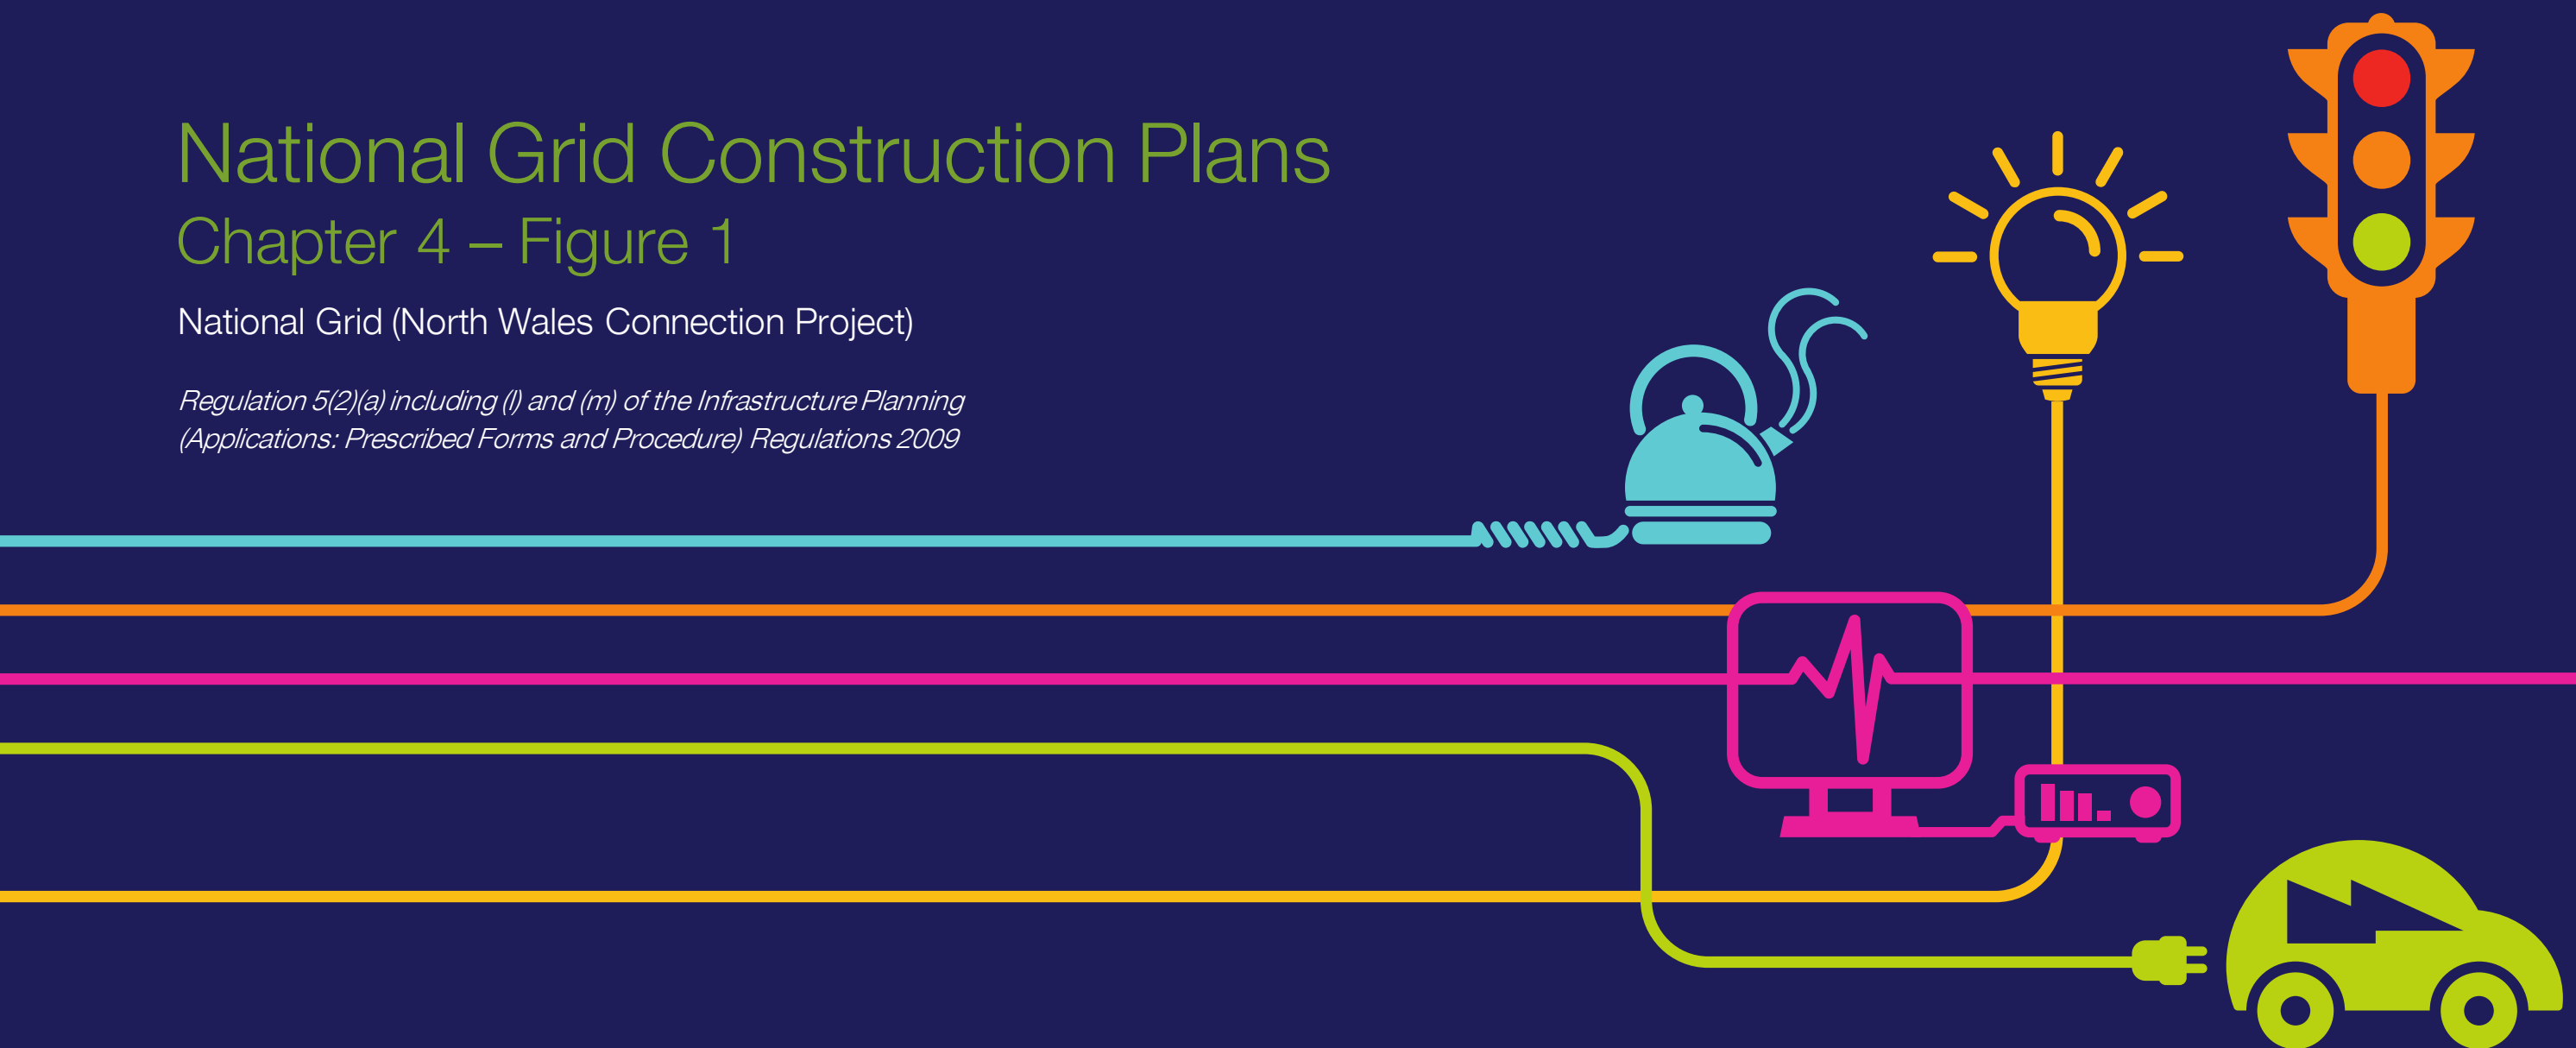 National Grid Construction Plans
Chapter 4 – Figure 1
National Grid (North Wales Connection Project)
Regulation 5(2)(a) including (l) and (m) of the Infrastructure Planning
(Applications: Prescribed Forms and Procedure) Regulations 2009